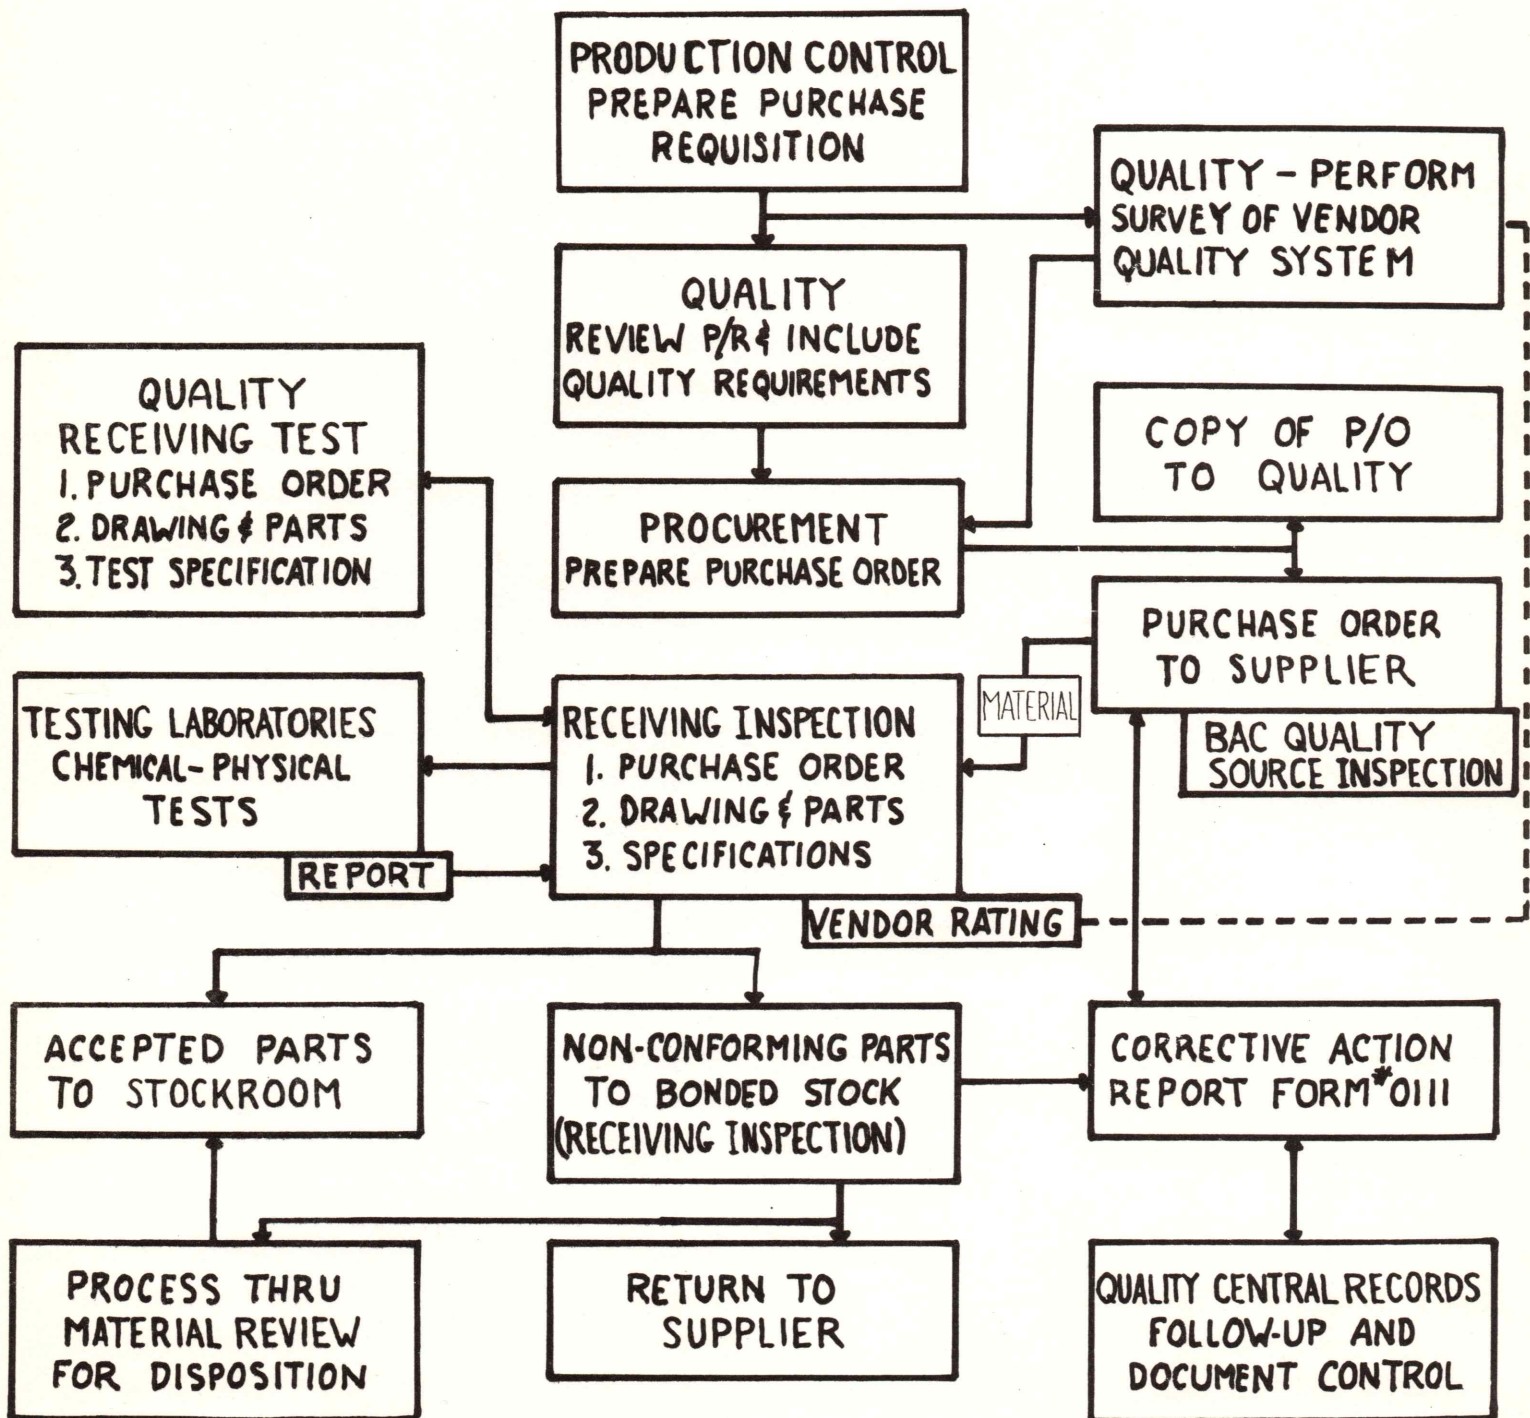 PRODUCTION CONTROL
PREPARE PURCHASE
REQUISITION
QUALITY - PERFORM
SURVEY OF VENDOR
QUALITY SYSTEM
QUALITY
REVIEW P/R & INCLUDE
QUALITY REQUIREMENTS
QUALITY
RECEIVING TEST
1. PURCHASE ORDER
2. DRAWING & PARTS
3. TEST SPECIFICATION
COPY OF P/O
TO QUALITY
PROCUREMENT
PREPARE PURCHASE ORDER
PURCHASE ORDER
TO SUPPLIER
BAC QUALITY
SOURCE INSPECTION
MATERIAL
TESTING LABORATORIES
CHEMICAL-PHYSICAL
TESTS
REPORT
RECEIVING INSPECTION
1. PURCHASE ORDER
2. DRAWING & PARTS
3. SPECIFICATIONS
VENDOR RATING
ACCEPTED PARTS
TO STOCKROOM
NON-CONFORMING PARTS
TO BONDED STOCK
(RECEIVING INSPECTION)
CORRECTIVE ACTION
REPORT FORM #0111
PROCESS THRU
MATERIAL REVIEW
FOR DISPOSITION
RETURN TO
SUPPLIER
QUALITY CENTRAL RECORDS
FOLLOW-UP AND
DOCUMENT CONTROL